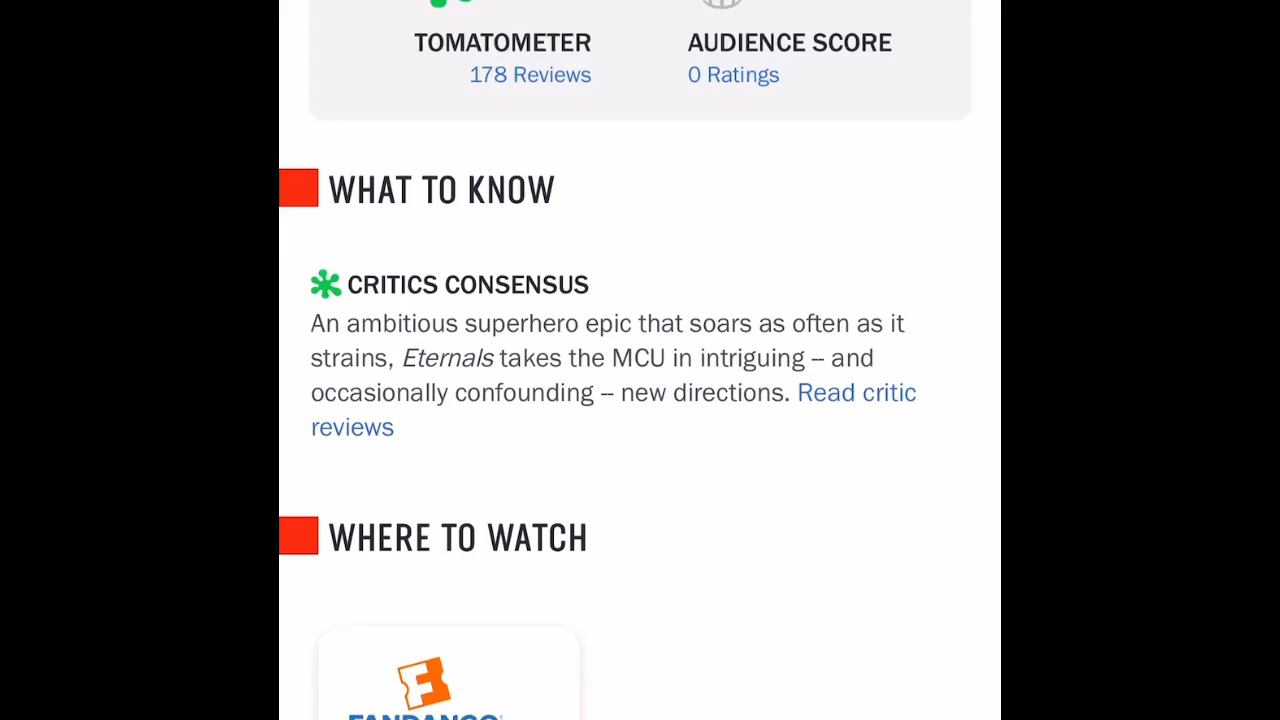 TOMATOMETER AUDIENCE SCORE
178 Reviews 0 Ratings
WHAT TO KNOW
CRITICS CONSENSUS
An ambitious superhero epic that soars as often as it
strains, Eternals takes the MCU in intriguing -- and
occasionally confounding -- new directions. Read critic
reviews
WHERE TO WATCH
FANDANGO